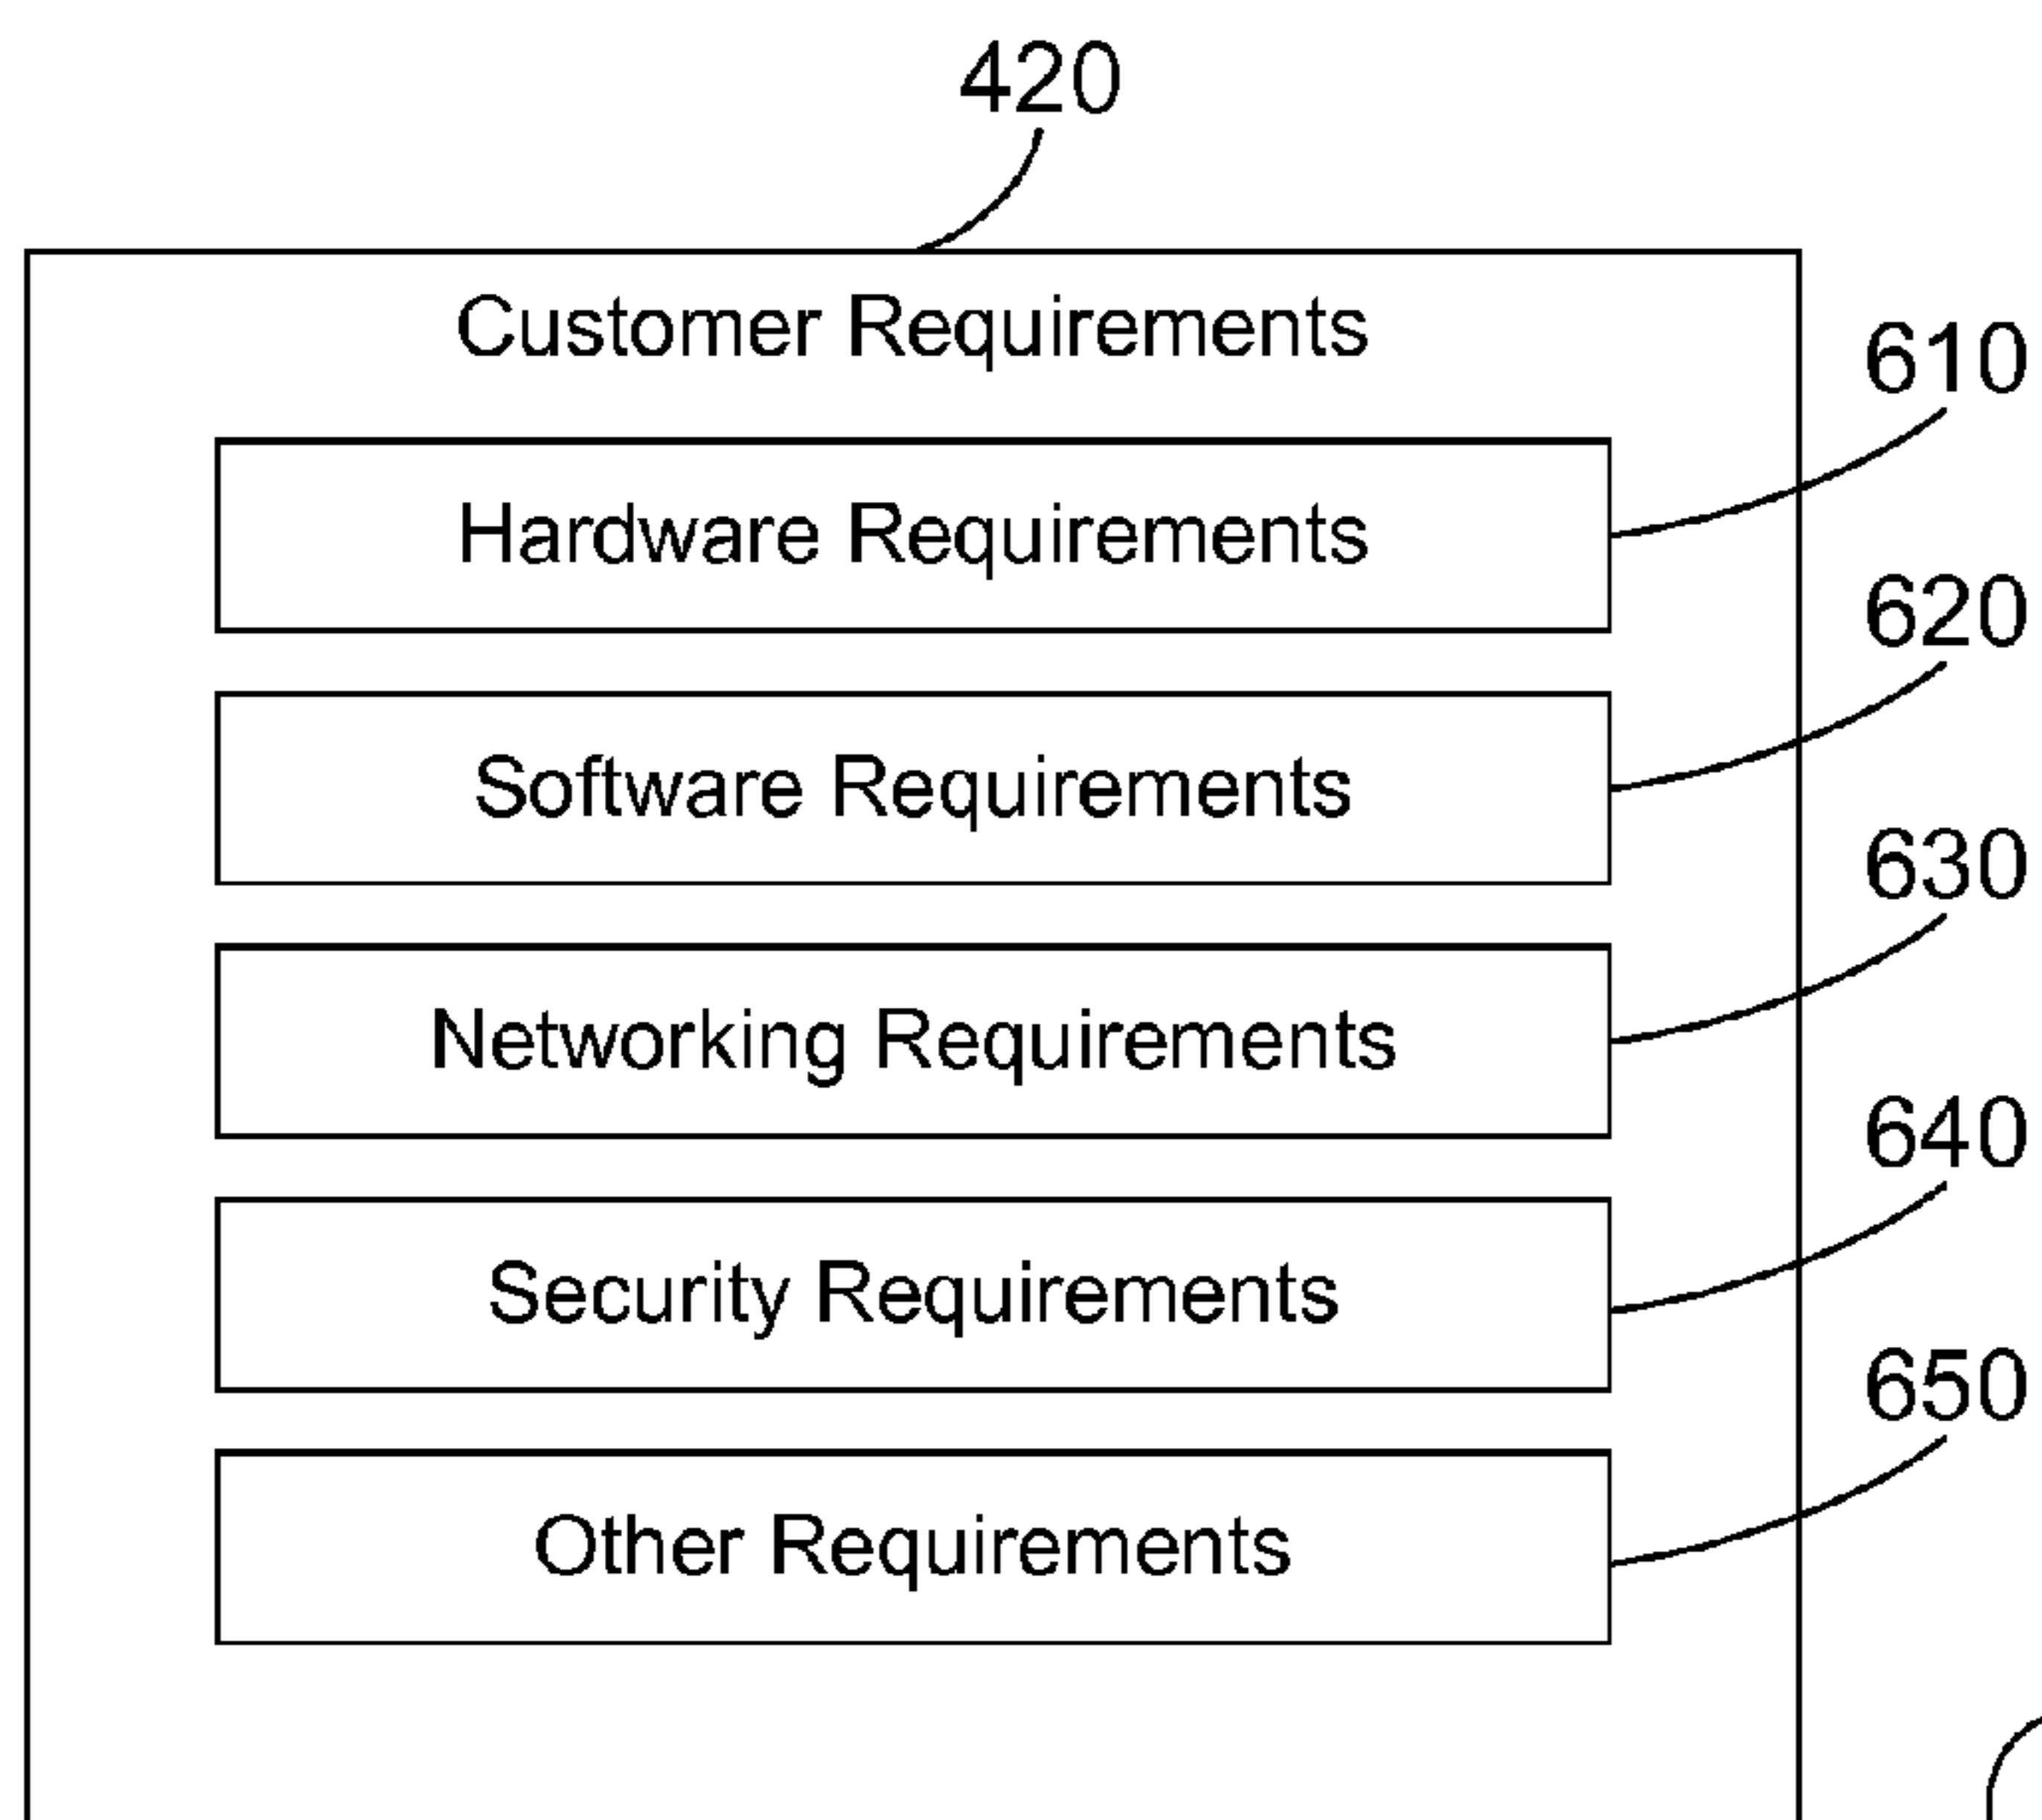 420
Customer Requirements
610
Hardware Requirements
620
Software Requirements
630
Networking Requirements
640
Security Requirements
650
Other Requirements